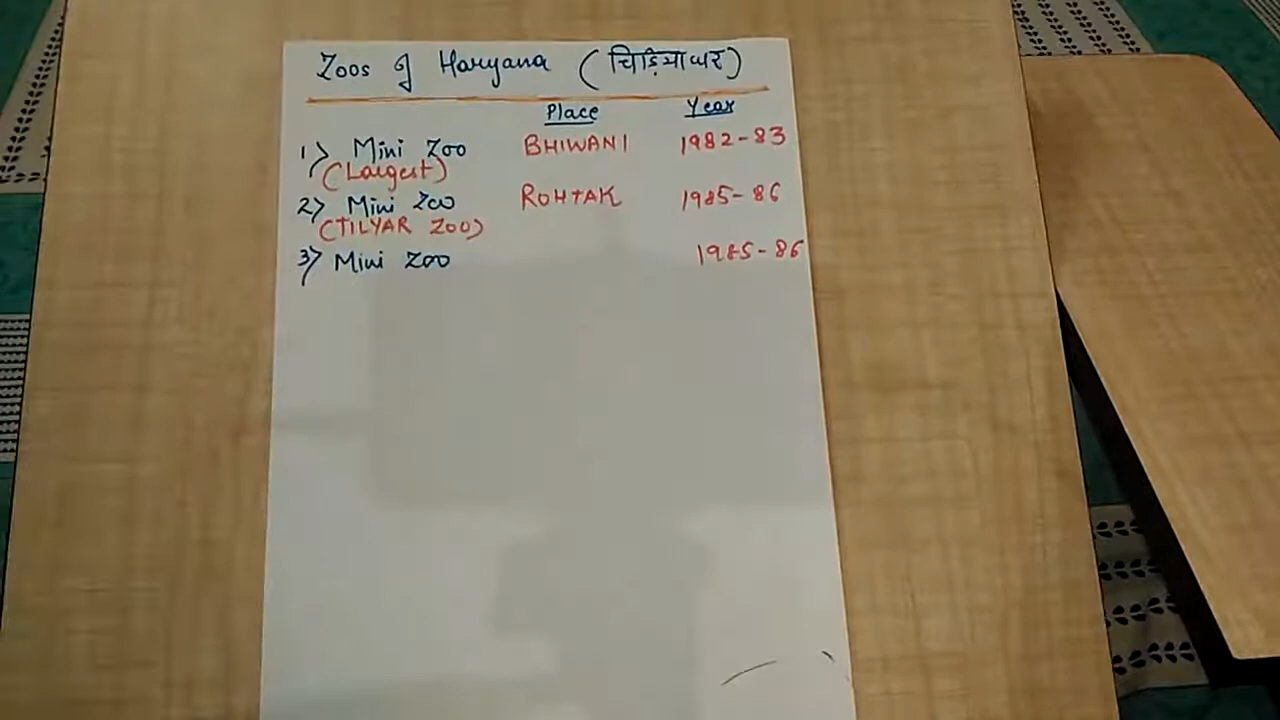 Zoos of Haryana (चिड़ियाघर)
Place Year
1) Mini Zoo BHIWANI 1982-83
(Largest)
2) Mini Zoo ROHTAK 1985-86
(TILYAR ZOO)
3) Mini Zoo 1985-86